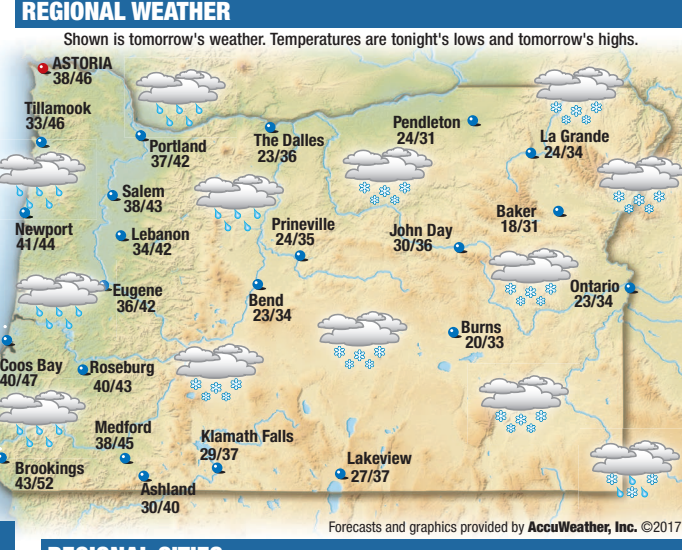 REGIONAL WEATHER
Shown is tomorrow's weather. Temperatures are tonight's lows and tomorrow's highs.
ASTORIA
38/46
Tillamook
33/46
Portland
37/42
The Dalles
23/36
Pendleton
24/31
La Grande
24/34
Salem
38/43
Newport
41/44
Lebanon
34/42
Prineville
24/35
John Day
30/36
Baker
18/31
Eugene
36/42
Bend
23/34
Ontario
23/34
Burns
20/33
Coos Bay
40/47
Roseburg
40/43
Medford
38/45
Klamath Falls
29/37
Lakeview
27/37
Brookings
43/52
Ashland
30/40
Forecasts and graphics provided by AccuWeather, Inc. ©2017
REGIONAL CITIES